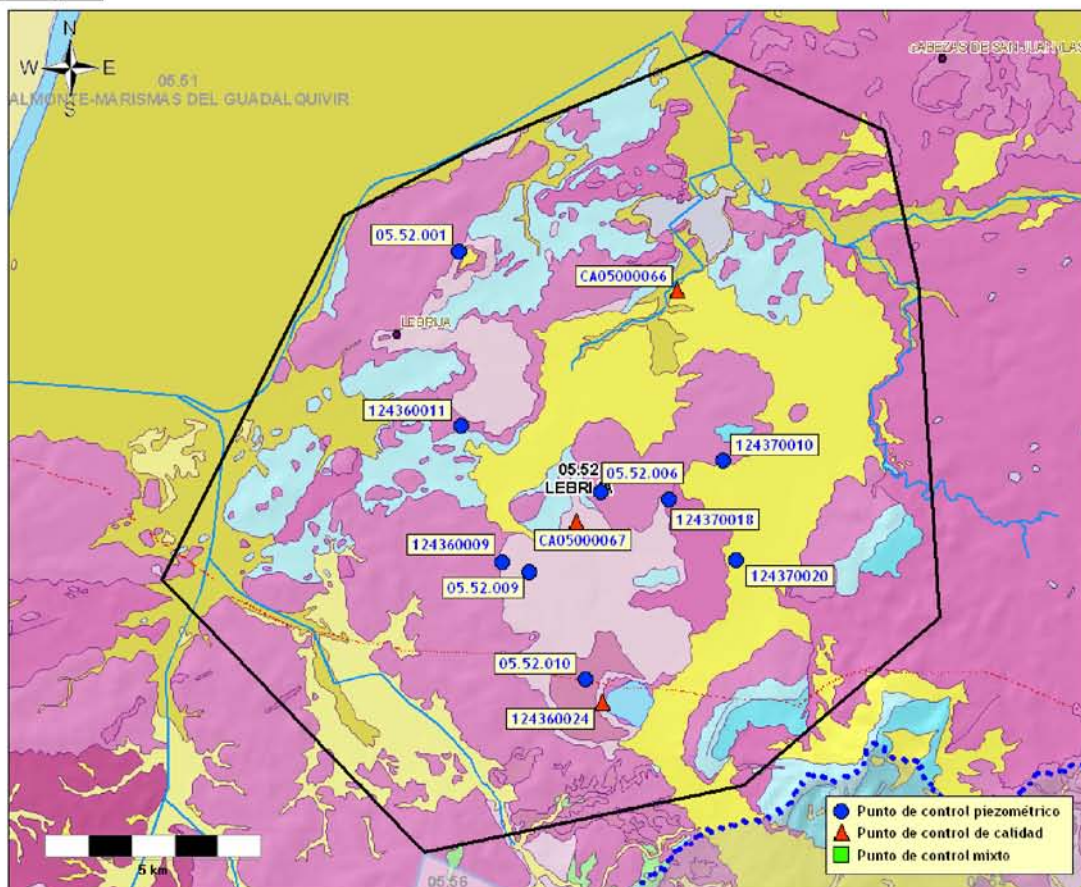 N
W E
S
05.51
ALMONTE-MARISMAS DEL GUADALQUIVIR
CABEZAS DE SAN JUAN LAS
05.52.001
CA05000066
LEBRIJA
124360011
124370010
05.52
LEBRIJA
05.52.006
124370018
CA05000067
124360009
05.52.009
124370020
05.52.010
124360024
Punto de control piezométrico
Punto de control de calidad
Punto de control mixto
5 km
05.56